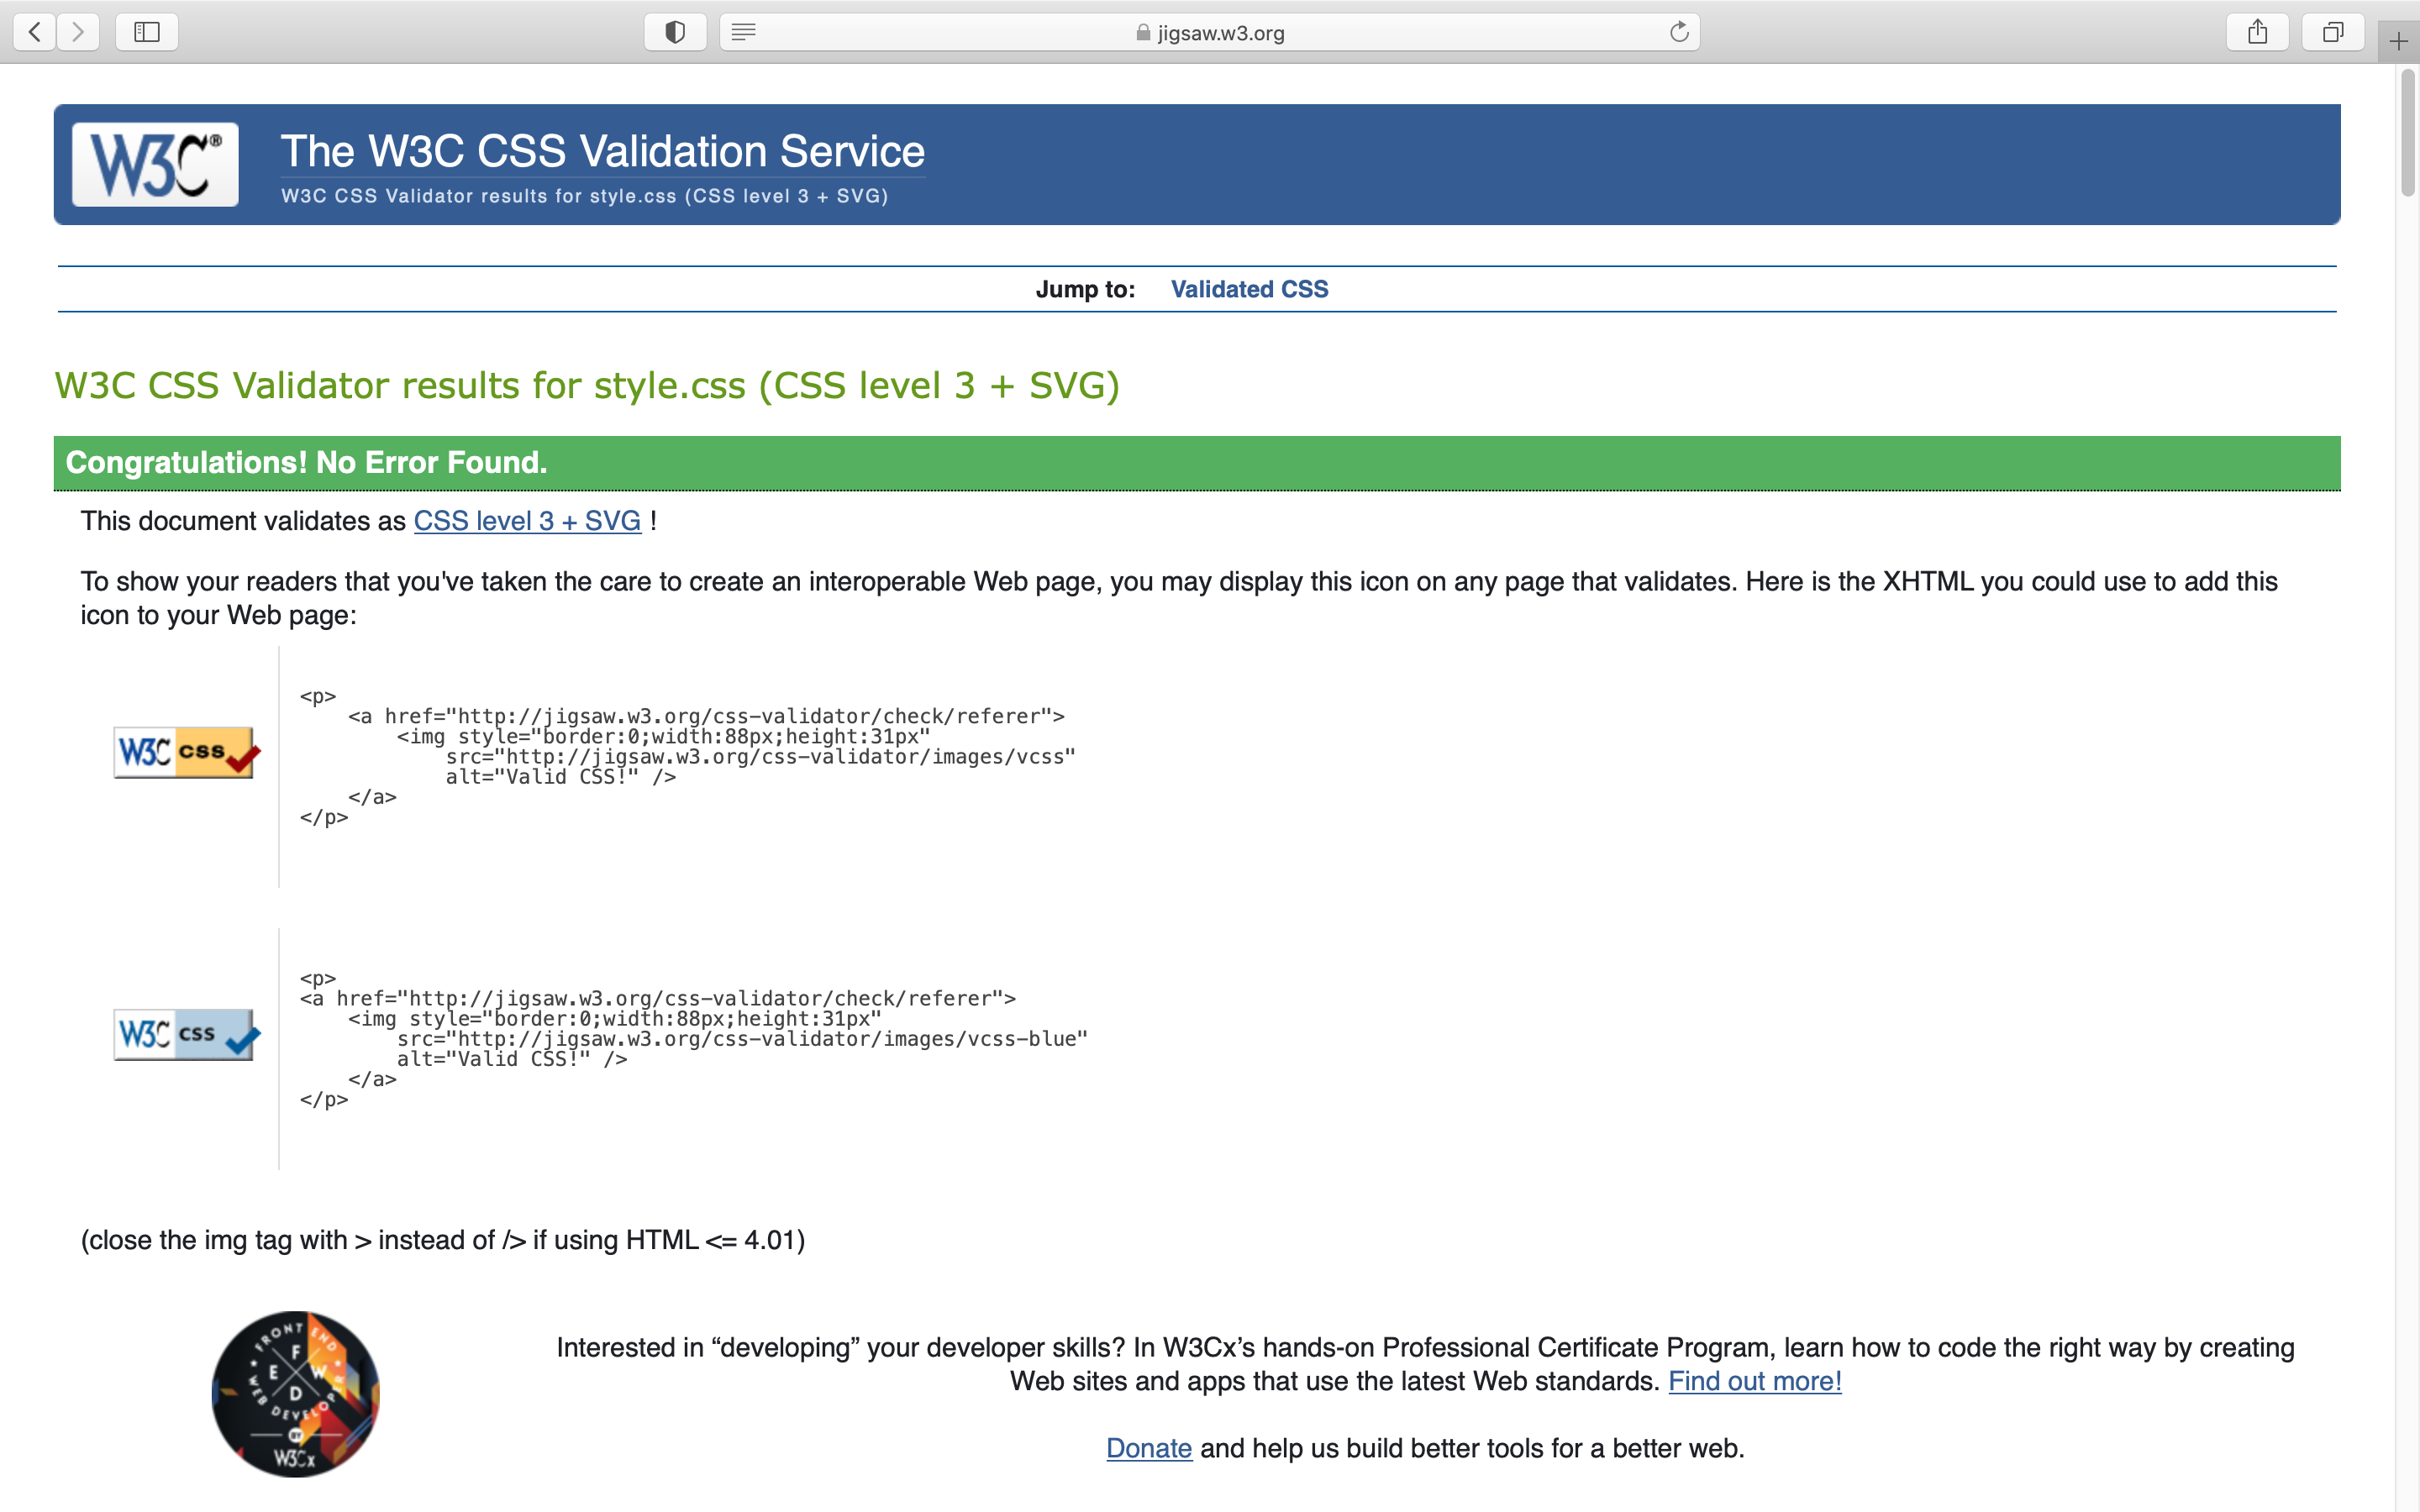 jigsaw.w3.org
W3C®
The W3C CSS Validation Service
W3C CSS Validator results for style.css (CSS level 3 + SVG)
Jump to: Validated CSS
W3C CSS Validator results for style.css (CSS level 3 + SVG)
Congratulations! No Error Found.
This document validates as CSS level 3 + SVG !
To show your readers that you've taken the care to create an interoperable Web page, you may display this icon on any page that validates. Here is the XHTML you could use to add this
icon to your Web page:
W3C css
<p>
    <a href="http://jigsaw.w3.org/css-validator/check/referer">
        <img style="border:0;width:88px;height:31px"
            src="http://jigsaw.w3.org/css-validator/images/vcss"
            alt="Valid CSS!" />
    </a>
</p>
W3C css
<p>
<a href="http://jigsaw.w3.org/css-validator/check/referer">
    <img style="border:0;width:88px;height:31px"
        src="http://jigsaw.w3.org/css-validator/images/vcss-blue"
        alt="Valid CSS!" />
    </a>
</p>
(close the img tag with > instead of /> if using HTML <= 4.01)
FRONT END
WEB DEVELOPER
F
E W
D
BY
W3Cx
Interested in “developing” your developer skills? In W3Cx’s hands-on Professional Certificate Program, learn how to code the right way by creating
Web sites and apps that use the latest Web standards. Find out more!
Donate and help us build better tools for a better web.